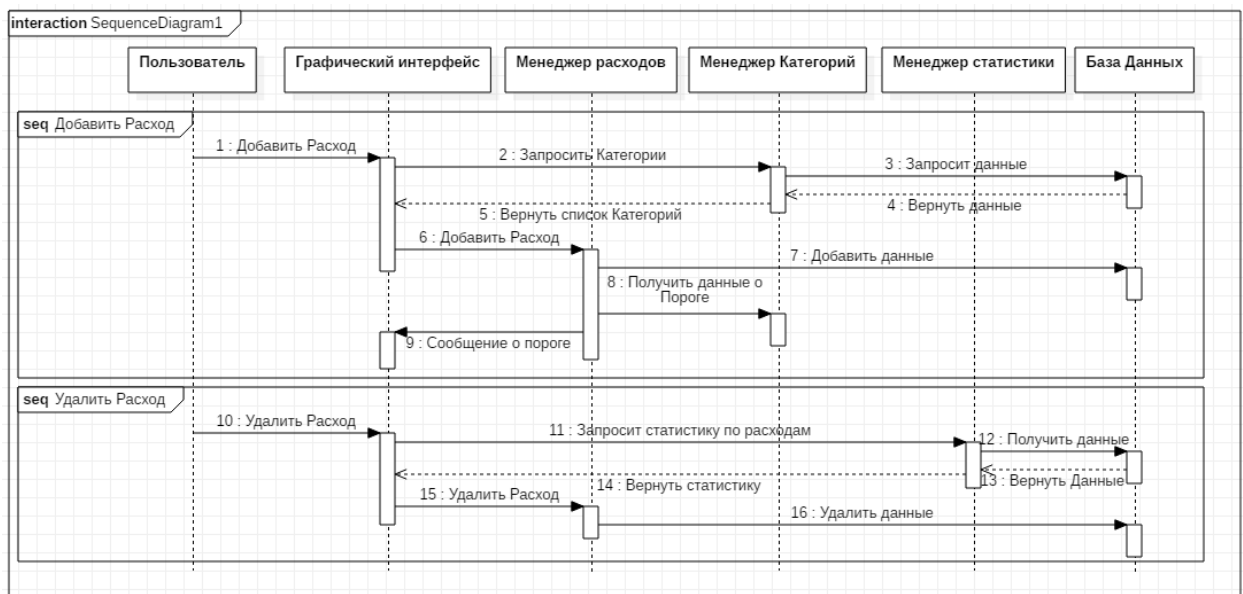 interaction SequenceDiagram1
Пользователь
Графический интерфейс
Менеджер расходов
Менеджер Категорий
Менеджер статистики
База Данных
seq Добавить Расход
1 : Добавить Расход
2 : Запросить Категории
3 : Запросит данные
4 : Вернуть данные
5 : Вернуть список Категорий
6 : Добавить Расход
7 : Добавить данные
8 : Получить данные о
Пороге
9 : Сообщение о пороге
seq Удалить Расход
10 : Удалить Расход
11 : Запросит статистику по расходам
12 : Получить данные
13 : Вернуть Данные
14 : Вернуть статистику
15 : Удалить Расход
16 : Удалить данные